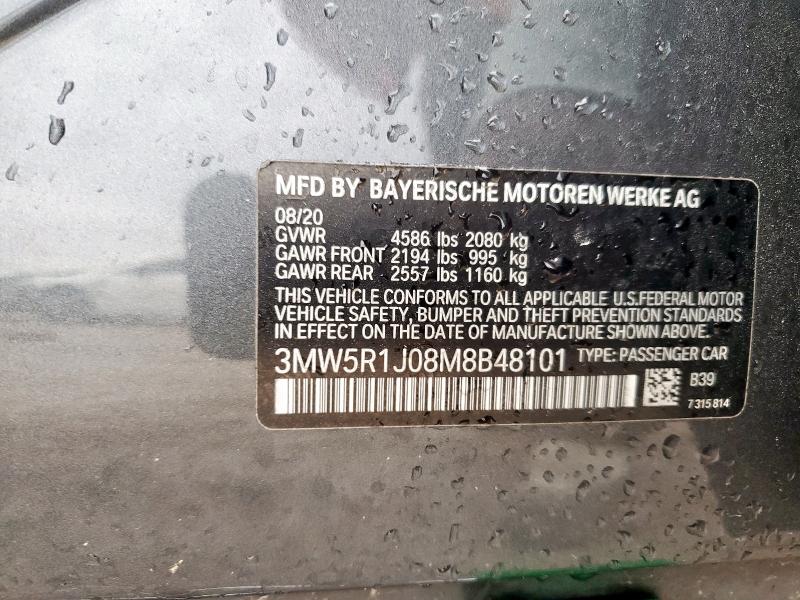 MFD BY BAYERISCHE MOTOREN WERKE AG
08/20
GVWR 4586 lbs 2080 kg
GAWR FRONT 2194 lbs 995 kg
GAWR REAR 2557 lbs 1160 kg
THIS VEHICLE CONFORMS TO ALL APPLICABLE U.S.FEDERAL MOTOR
VEHICLE SAFETY, BUMPER AND THEFT PREVENTION STANDARDS
IN EFFECT ON THE DATE OF MANUFACTURE SHOWN ABOVE.
3MW5R1J08M8B48101 TYPE: PASSENGER CAR
B39
7315814